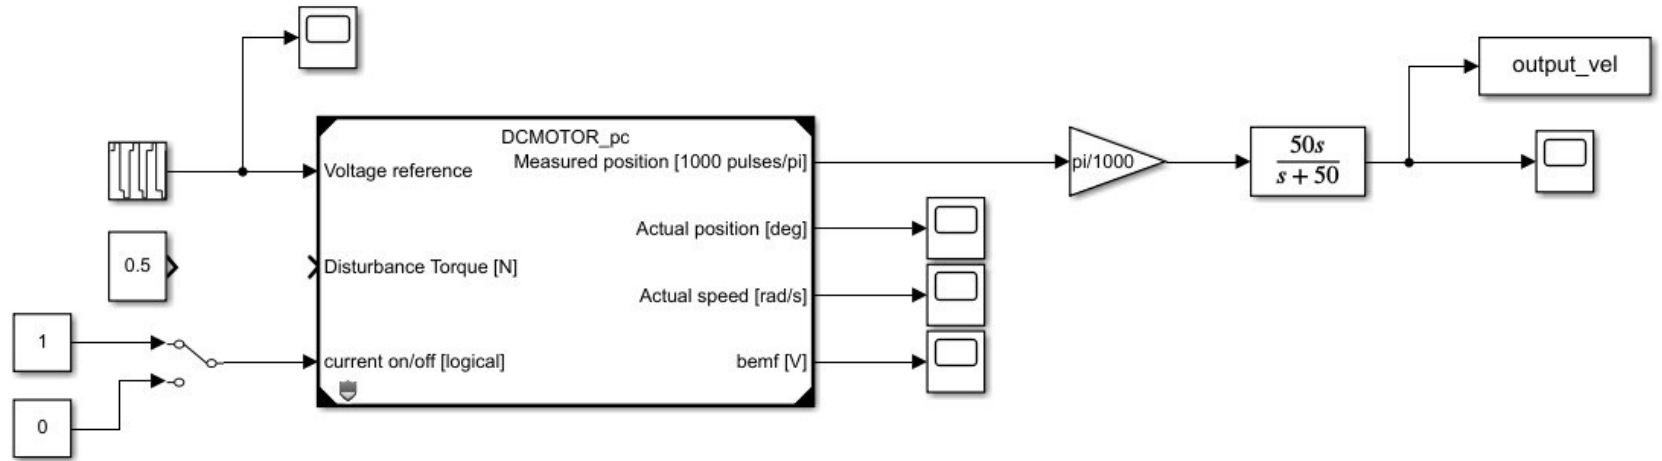 output_vel
DCMOTOR_pc
Voltage reference
Measured position [1000 pulses/pi]
pi/1000
50s
s + 50
Actual position [deg]
0.5
Disturbance Torque [N]
Actual speed [rad/s]
1
current on/off [logical]
bemf [V]
0